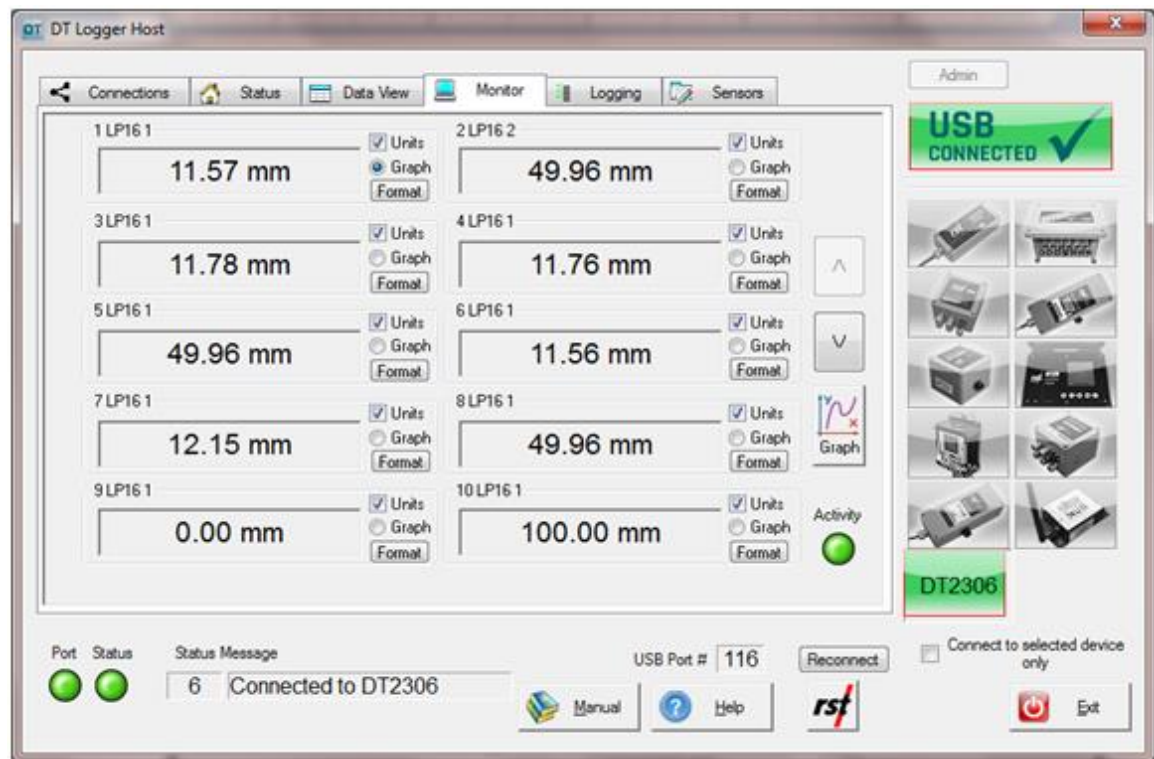 DT DT Logger Host
Connections Status Data View Monitor Logging Sensors
Admin
USB
CONNECTED
1 LP16 1
11.57 mm
Units
Graph
Format
2 LP16 2
49.96 mm
Units
Graph
Format
3 LP16 1
11.78 mm
Units
Graph
Format
4 LP16 1
11.76 mm
Units
Graph
Format
5 LP16 1
49.96 mm
Units
Graph
Format
6 LP16 1
11.56 mm
Units
Graph
Format
7 LP16 1
12.15 mm
Units
Graph
Format
8 LP16 1
49.96 mm
Units
Graph
Format
9 LP16 1
0.00 mm
Units
Graph
Format
10 LP16 1
100.00 mm
Units
Graph
Format
Y
X
Graph
Activity
DT2306
Port Status
Status Message
6 Connected to DT2306
USB Port # 116
Reconnect
Connect to selected device
only
Manual
Help
rst
Exit